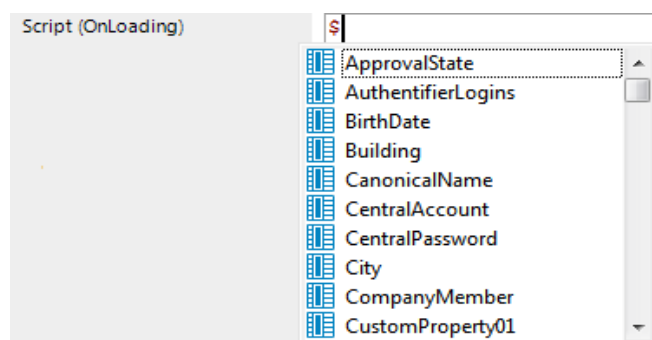 Script (OnLoading) $
ApprovalState
AuthentifierLogins
BirthDate
Building
CanonicalName
CentralAccount
CentralPassword
City
CompanyMember
CustomProperty01